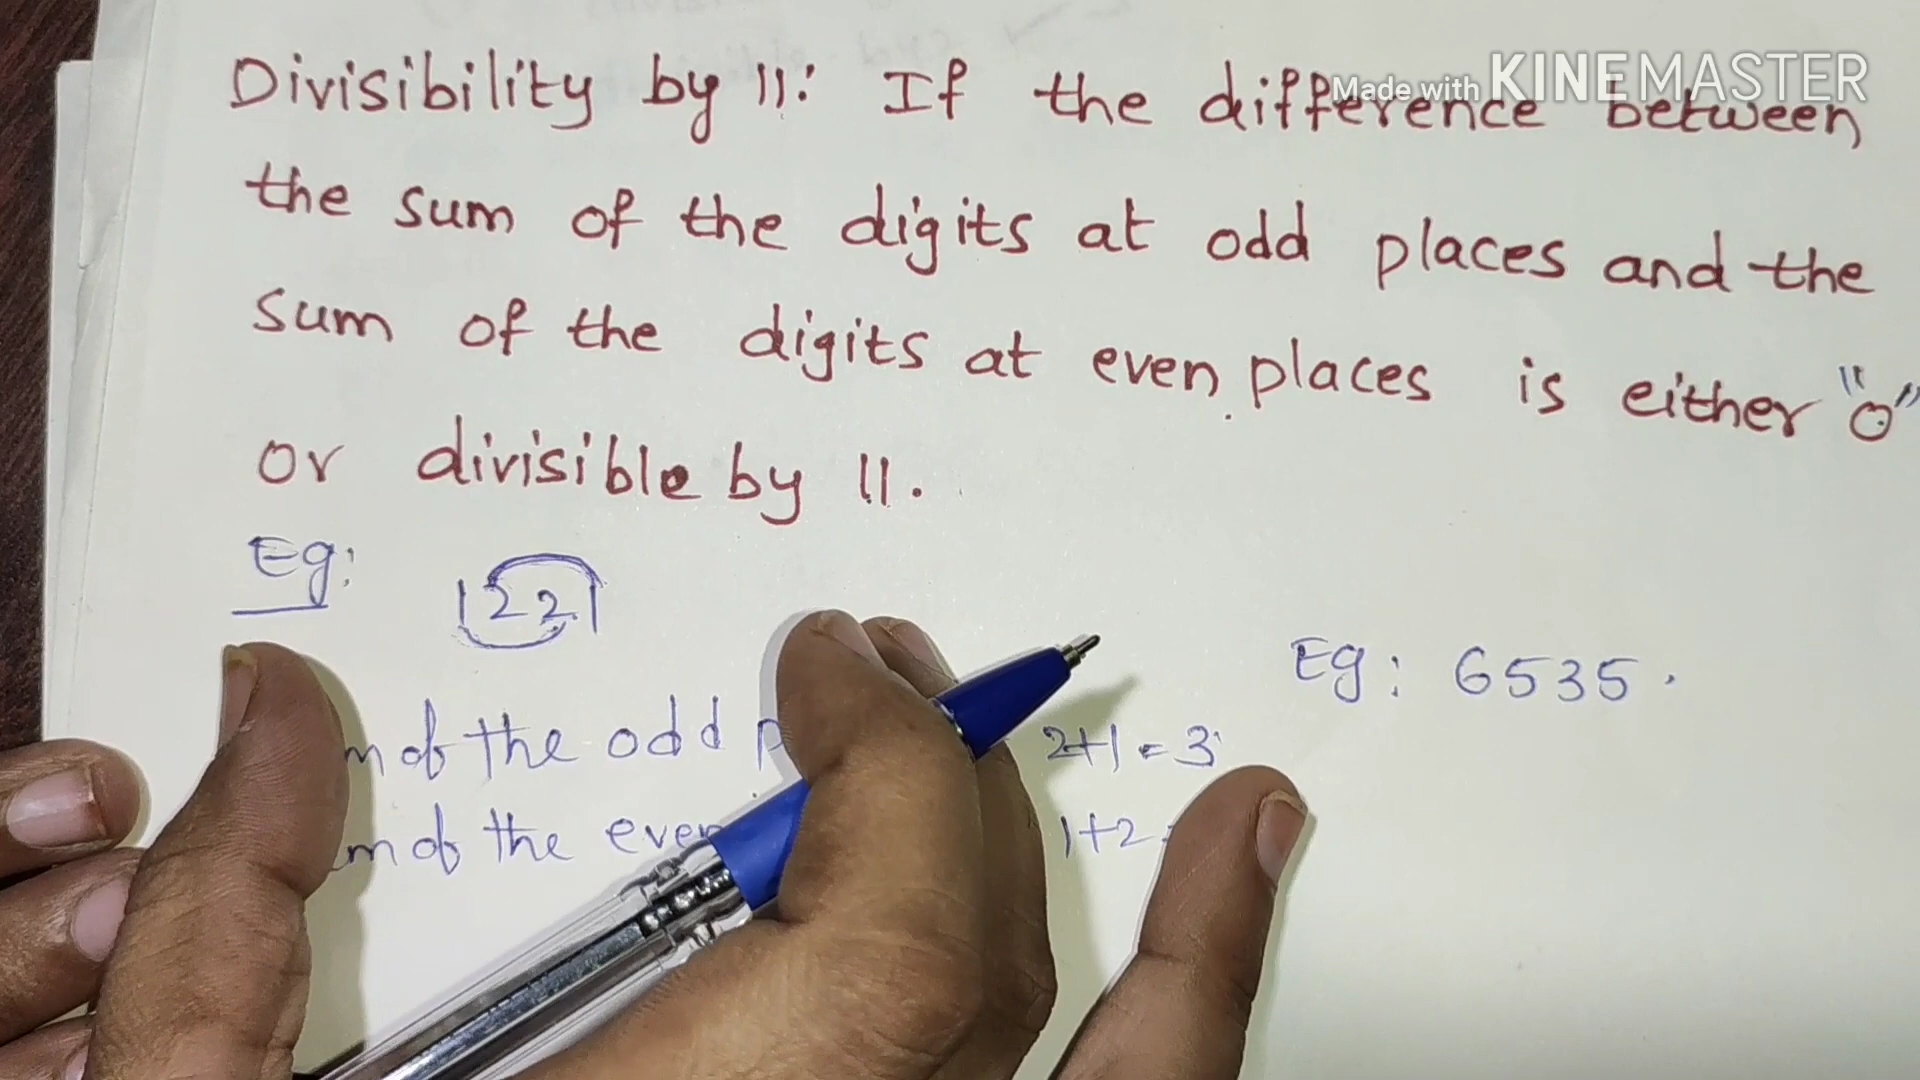 Made with KINEMASTER
Divisibility by 11: If the difference between
the sum of the digits at odd places and the
sum of the digits at even places is either "0"
or divisible by 11.
Eg: 1221
Eg: 6535.
of the odd 2+1=3
of the 1+2